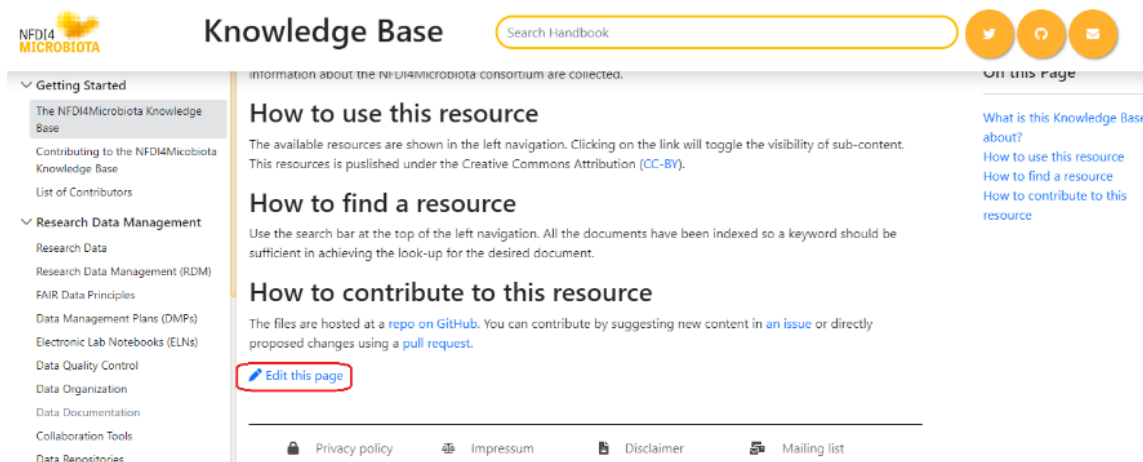 NFDI4
MICROBIOTA
Knowledge Base
Search Handbook
Getting Started
The NFDI4Microbiota Knowledge
Base
Contributing to the NFDI4Micobiota
Knowledge Base
List of Contributors
Research Data Management
Research Data
Research Data Management (RDM)
FAIR Data Principles
Data Management Plans (DMPs)
Electronic Lab Notebooks (ELNs)
Data Quality Control
Data Organization
Data Documentation
Collaboration Tools
Data Repositories
information about the NFDI4Microbiota consortium are collected.
How to use this resource
The available resources are shown in the left navigation. Clicking on the link will toggle the visibility of sub-content.
This resources is puslished under the Creative Commons Attribution (CC-BY).
How to find a resource
Use the search bar at the top of the left navigation. All the documents have been indexed so a keyword should be
sufficient in achieving the look-up for the desired document.
How to contribute to this resource
The files are hosted at a repo on GitHub. You can contribute by suggesting new content in an issue or directly
proposed changes using a pull request.
Edit this page
On this Page
What is this Knowledge Base
about?
How to use this resource
How to find a resource
How to contribute to this
resource
Privacy policy
Impressum
Disclaimer
Mailing list